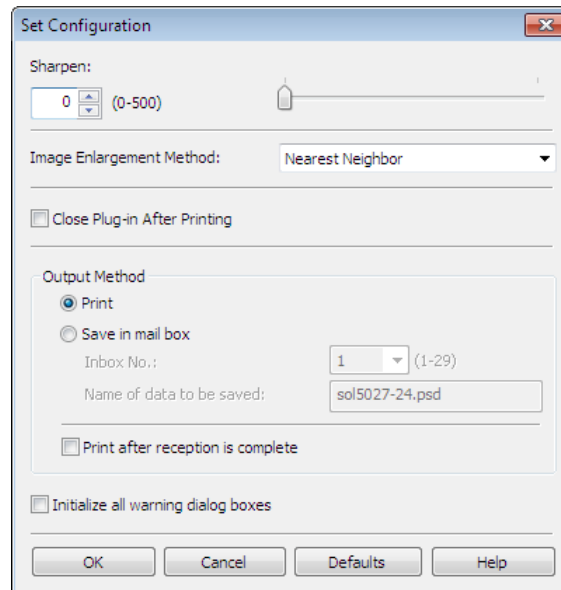 Set Configuration
Sharpen:
0 (0-500)
Image Enlargement Method: Nearest Neighbor
Close Plug-in After Printing
Output Method
Print
Save in mail box
Inbox No.: 1 (1-29)
Name of data to be saved: sol5027-24.psd
Print after reception is complete
Initialize all warning dialog boxes
OK Cancel Defaults Help